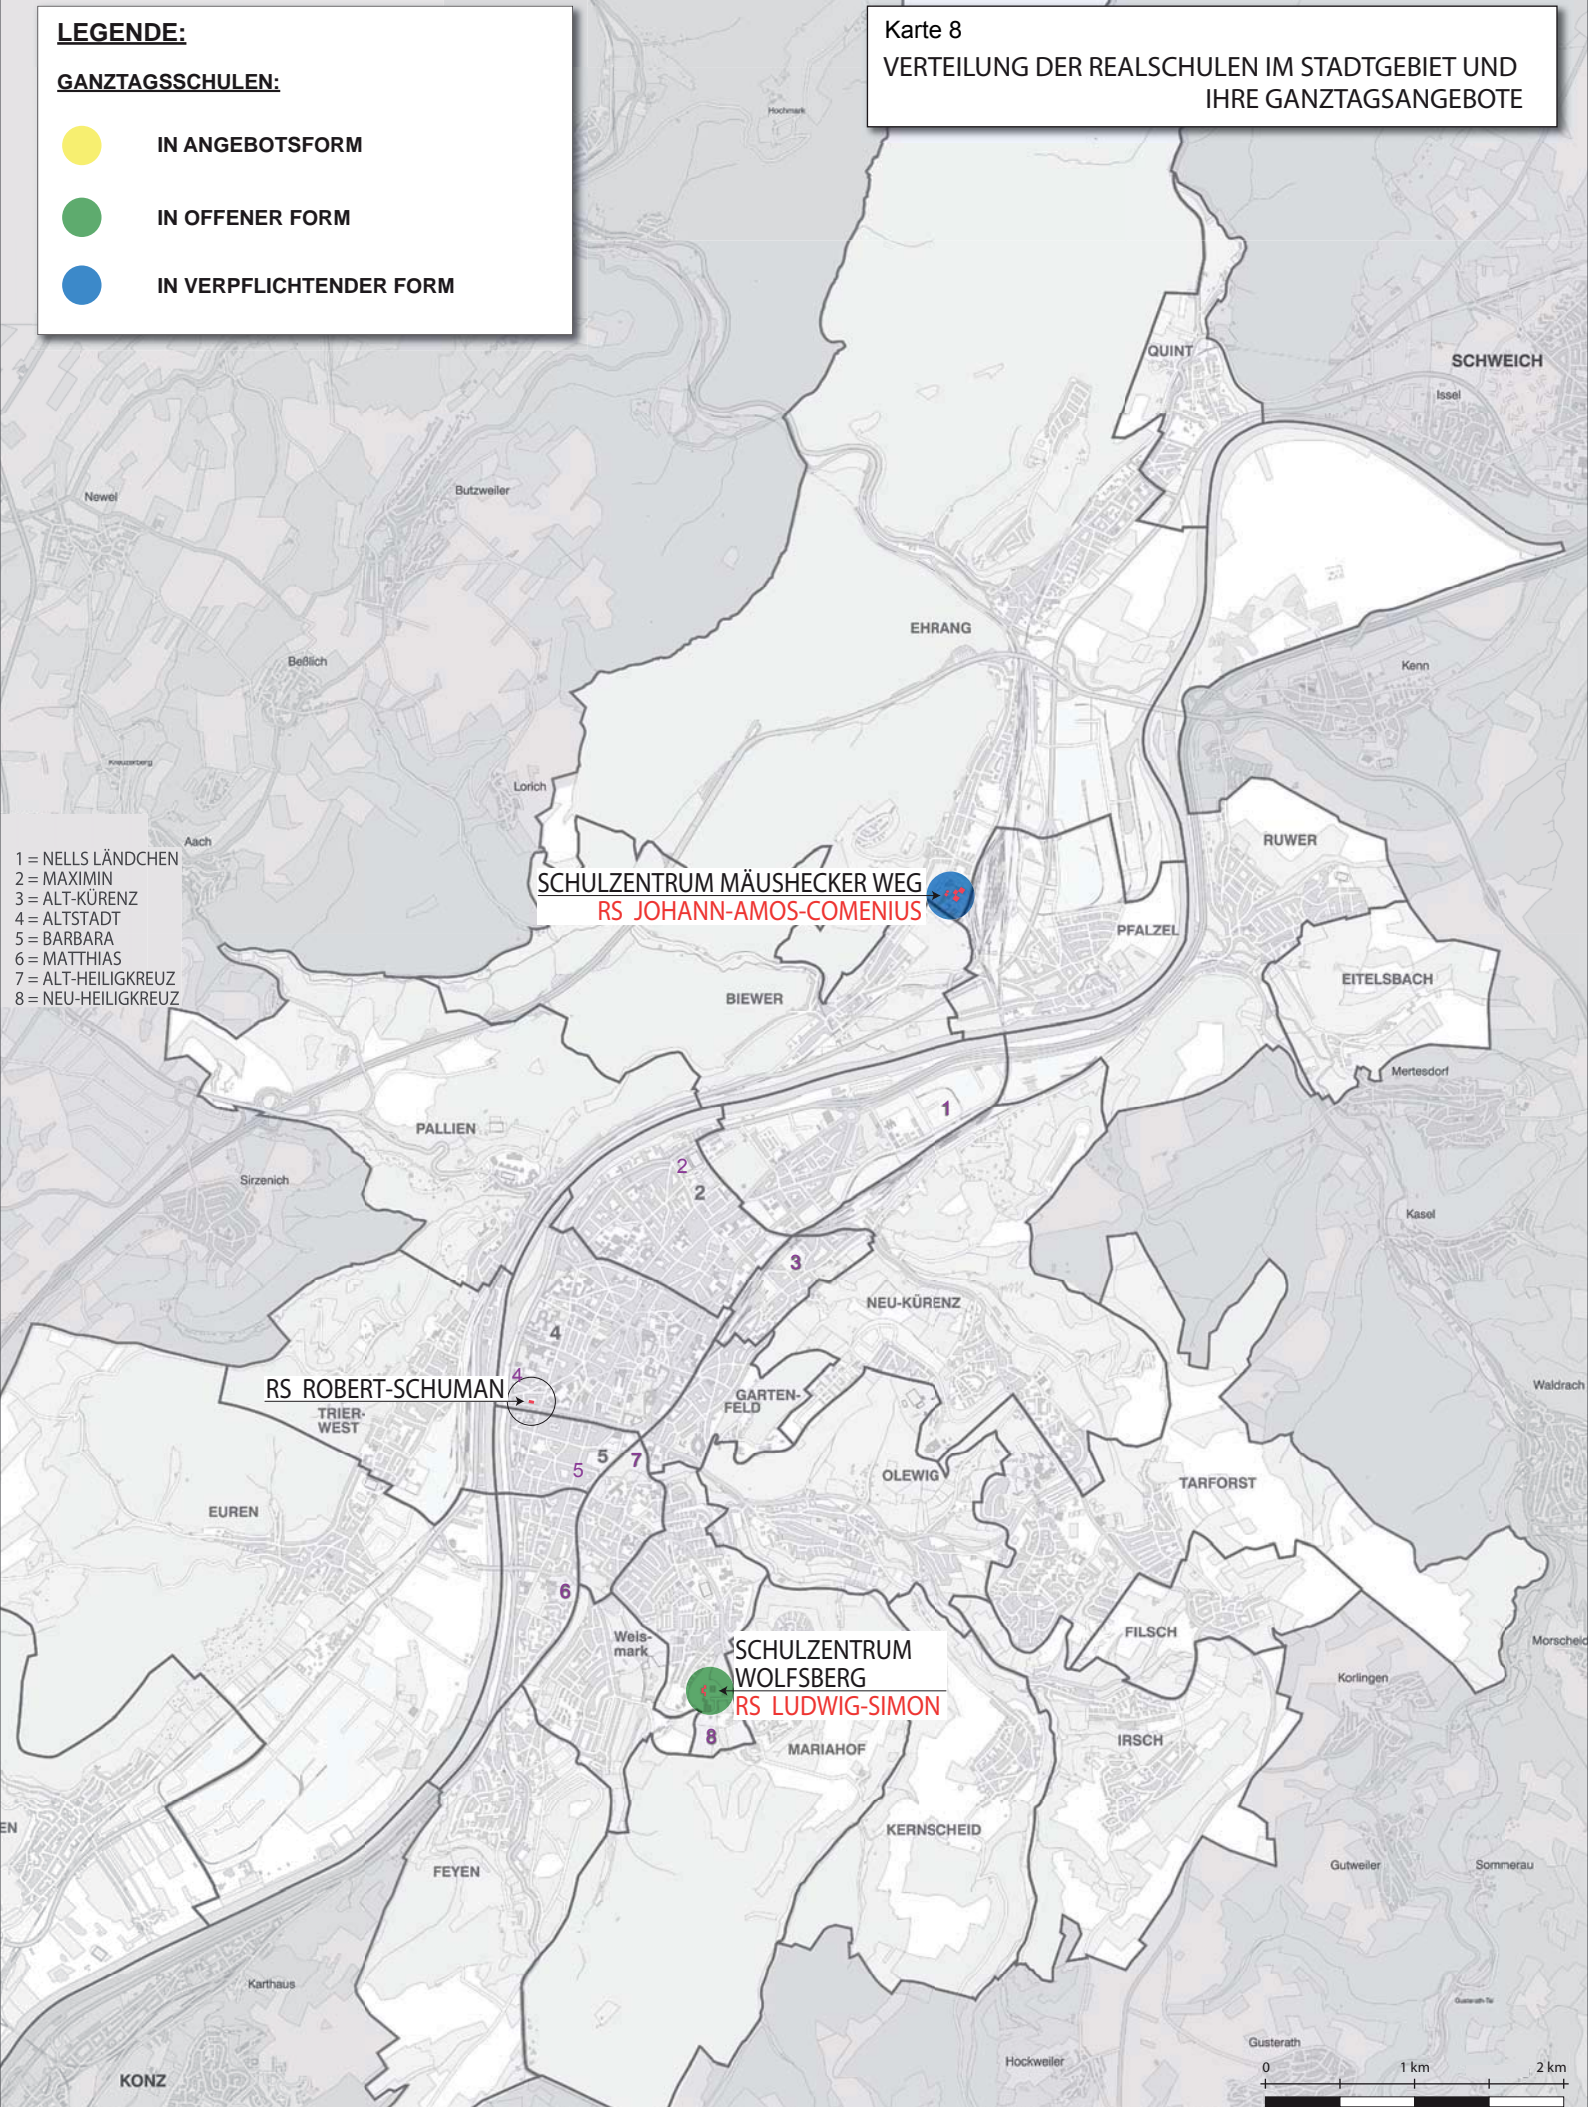 LEGENDE:
GANZTAGSSCHULEN:
IN ANGEBOTSFORM
IN OFFENER FORM
IN VERPFLICHTENDER FORM
Karte 8
VERTEILUNG DER REALSCHULEN IM STADTGEBIET UND
IHRE GANZTAGSANGEBOTE
Hochmark
QUINT
SCHWEICH
Issel
Newel
Butzweiler
EHRANG
Beßlich
Kenn
Kreuzerberg
Lorich
Aach
RUWER
1 = NELLS LÄNDCHEN
2 = MAXIMIN
3 = ALT-KÜRENZ
4 = ALTSTADT
5 = BARBARA
6 = MATTHIAS
7 = ALT-HEILIGKREUZ
8 = NEU-HEILIGKREUZ
SCHULZENTRUM MÄUSHECKER WEG
RS JOHANN-AMOS-COMENIUS
PFALZEL
EITELSBACH
BIEWER
Mertesdorf
1
PALLIEN
2
Sirzenich
2
Kasel
3
NEU-KÜRENZ
4
4
RS ROBERT-SCHUMAN
GARTEN-
FELD
Waldrach
TRIER-
WEST
5
7
5
OLEWIG
TARFORST
EUREN
6
Weis-
mark
FILSCH
SCHULZENTRUM
WOLFSBERG
RS LUDWIG-SIMON
Morscheid
Korlingen
8
MARIAHOF
IRSCH
EN
KERNSCHEID
FEYEN
Gutweiler
Sommerau
Karthaus
Gusterath-Tal
Gusterath
Hockweiler
KONZ
0 1 km 2 km